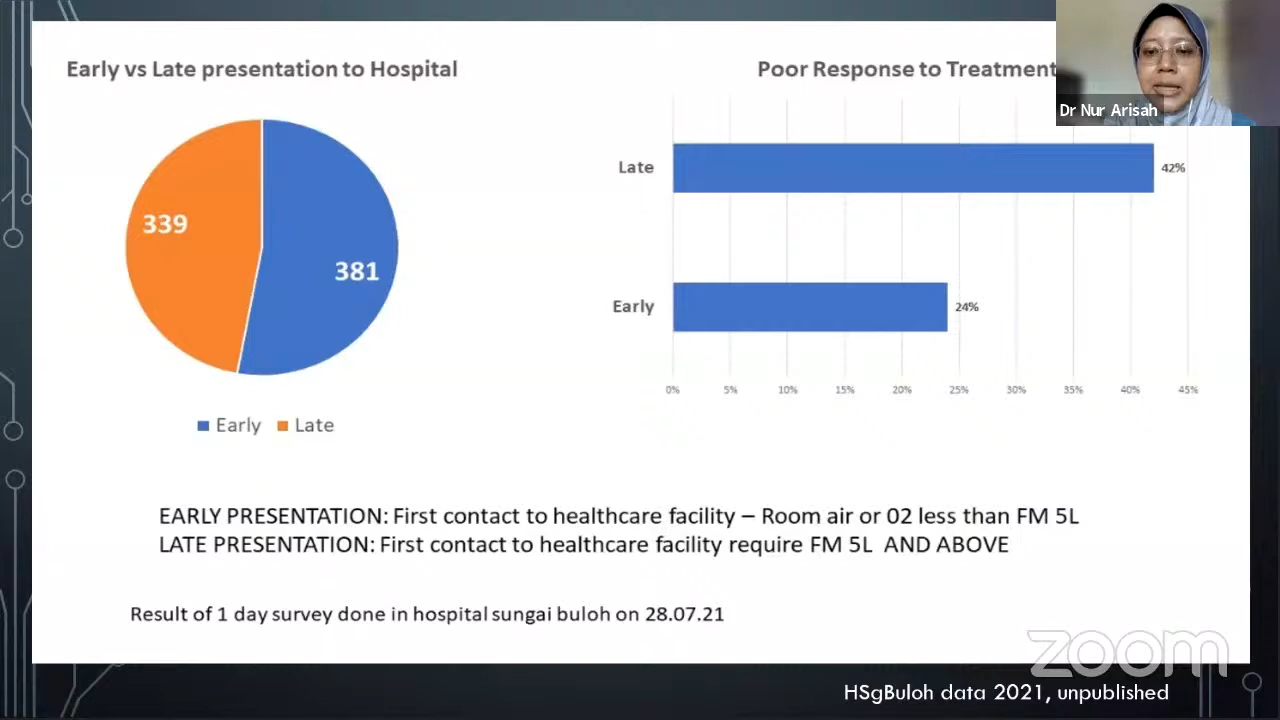 Early vs Late presentation to Hospital
339
381
Early Late
Poor Response to Treatment
Late 42%
Early 24%
0% 5% 10% 15% 20% 25% 30% 35% 40% 45%
Dr Nur Arisah
EARLY PRESENTATION: First contact to healthcare facility – Room air or 02 less than FM 5L
LATE PRESENTATION: First contact to healthcare facility require FM 5L AND ABOVE
Result of 1 day survey done in hospital sungai buloh on 28.07.21
zoom
HSgBuloh data 2021, unpublished